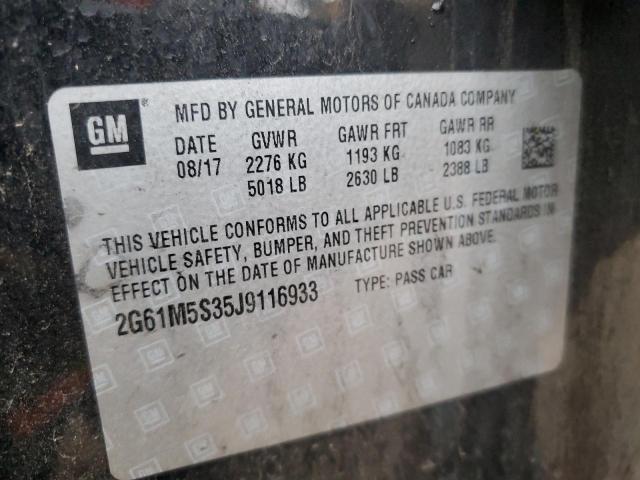 GM
MFD BY GENERAL MOTORS OF CANADA COMPANY
DATE GVWR GAWR FRT GAWR RR
08/17 2276 KG 1193 KG 1083 KG
5018 LB 2630 LB 2388 LB
THIS VEHICLE CONFORMS TO ALL APPLICABLE U.S. FEDERAL MOTOR
VEHICLE SAFETY, BUMPER, AND THEFT PREVENTION STANDARDS IN
EFFECT ON THE DATE OF MANUFACTURE SHOWN ABOVE.
2G61M5S35J9116933 TYPE: PASS CAR